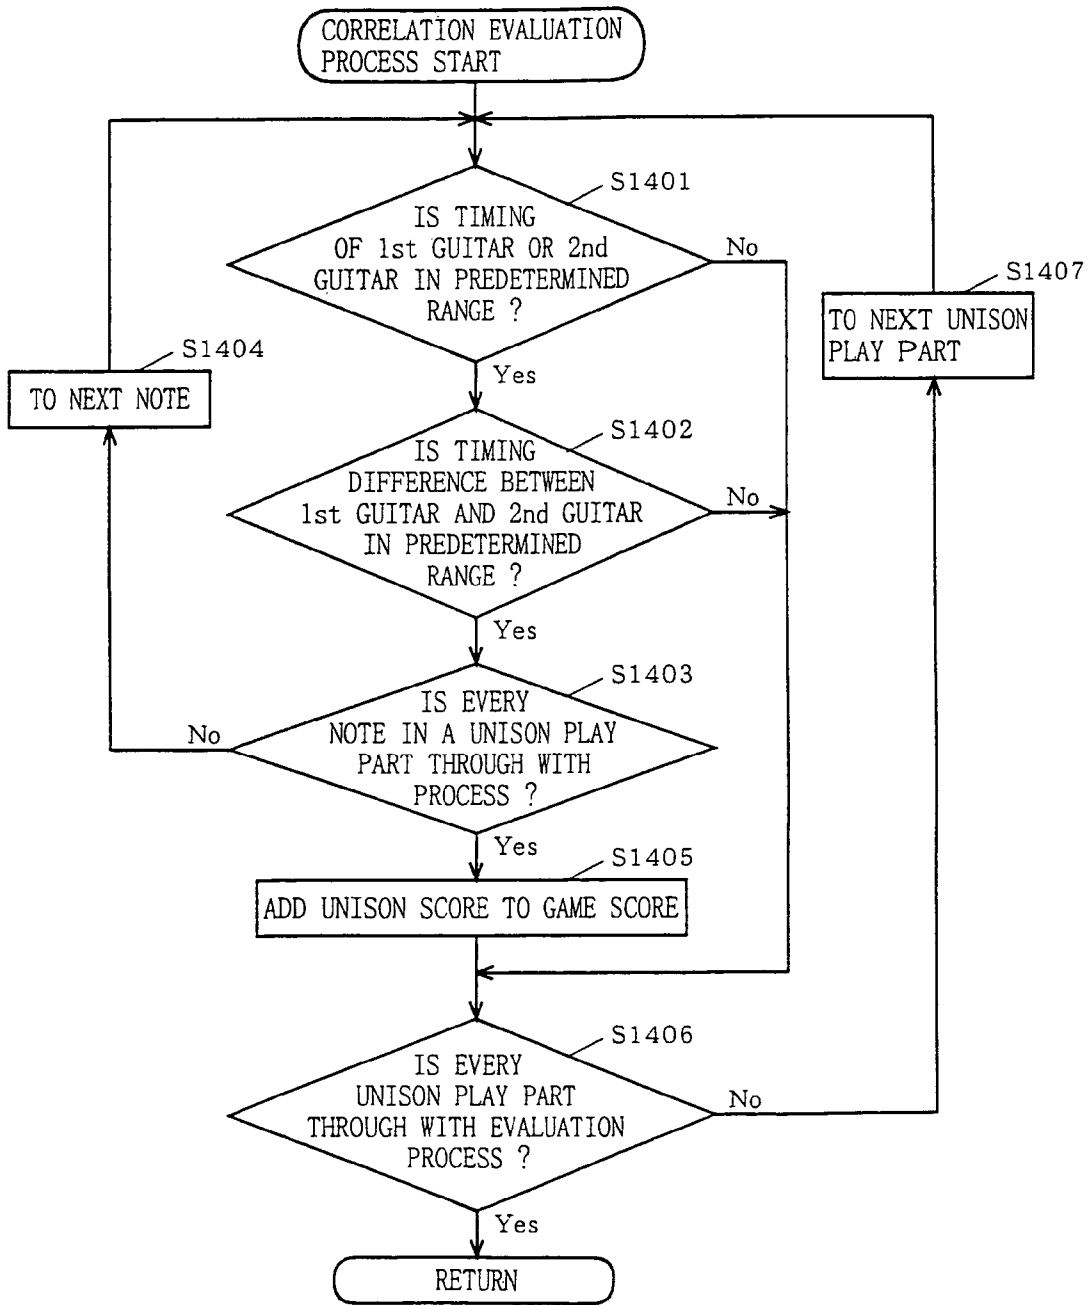 CORRELATION EVALUATION
PROCESS START
S1401
IS TIMING
OF 1st GUITAR OR 2nd
GUITAR IN PREDETERMINED
RANGE ?
No
Yes
S1407
TO NEXT UNISON
PLAY PART
S1404
TO NEXT NOTE
S1402
IS TIMING
DIFFERENCE BETWEEN
1st GUITAR AND 2nd GUITAR
IN PREDETERMINED
RANGE ?
No
Yes
S1403
IS EVERY
NOTE IN A UNISON PLAY
PART THROUGH WITH
PROCESS ?
No
Yes
S1405
ADD UNISON SCORE TO GAME SCORE
S1406
IS EVERY
UNISON PLAY PART
THROUGH WITH EVALUATION
PROCESS ?
No
Yes
RETURN